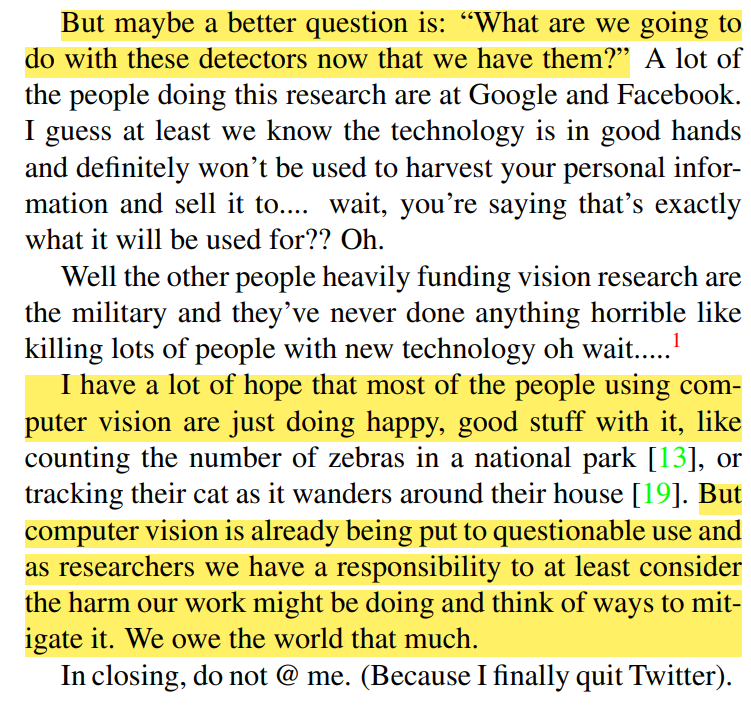 But maybe a better question is: “What are we going to
do with these detectors now that we have them?” A lot of
the people doing this research are at Google and Facebook.
I guess at least we know the technology is in good hands
and definitely won’t be used to harvest your personal infor-
mation and sell it to.... wait, you’re saying that’s exactly
what it will be used for?? Oh.
Well the other people heavily funding vision research are
the military and they’ve never done anything horrible like
killing lots of people with new technology oh wait.....1
I have a lot of hope that most of the people using com-
puter vision are just doing happy, good stuff with it, like
counting the number of zebras in a national park [13], or
tracking their cat as it wanders around their house [19]. But
computer vision is already being put to questionable use and
as researchers we have a responsibility to at least consider
the harm our work might be doing and think of ways to mit-
igate it. We owe the world that much.
In closing, do not @ me. (Because I finally quit Twitter).